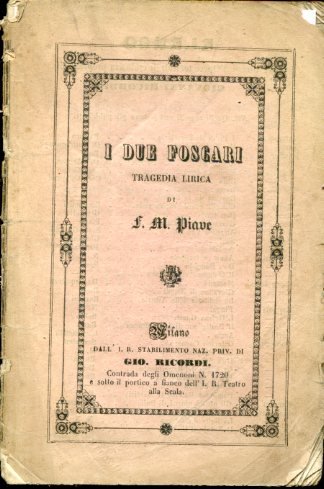 I DUE FOSCARI
TRAGEDIA LIRICA
DI
F. M. Piave
Milano
DALL' I. R. STABILIMENTO NAZ. PRIV. DI
GIO. RICORDI.
Contrada degli Omenoni N. 1720
e sotto il portico a fianco dell' I. R. Teatro
alla Scala.